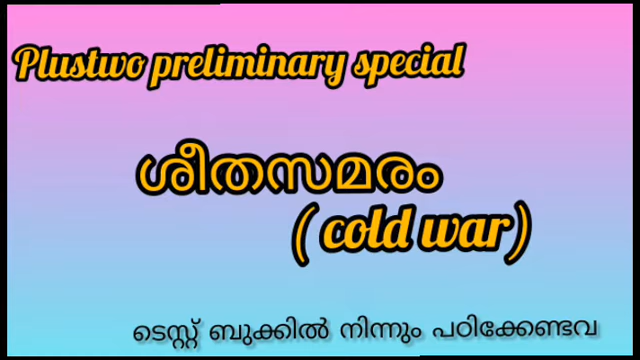 Plustwo preliminary special
ശീതസമരം
( cold war)
ടെസ്റ്റ് ബുക്കിൽ നിന്നും പഠിക്കേണ്ടവ